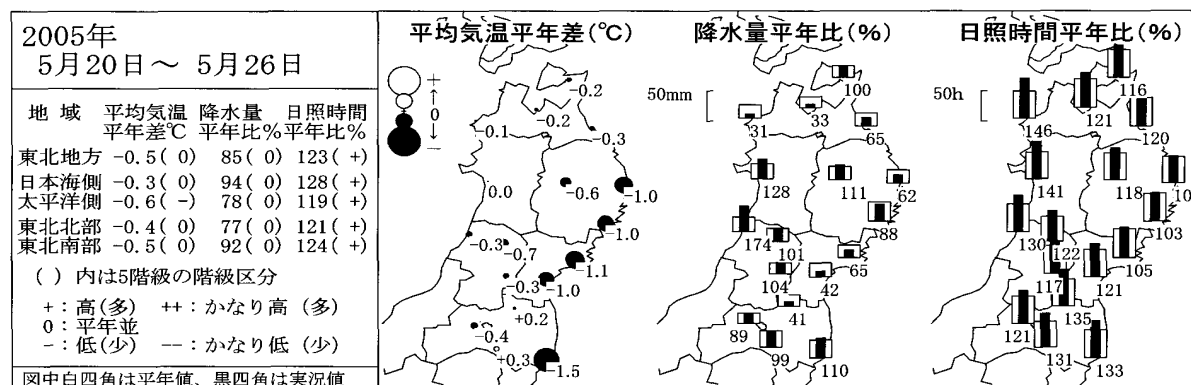 2005年
5月20日～ 5月26日
地 域 平均気温 降水量 日照時間
平年差℃ 平年比% 平年比%
東北地方 -0.5( 0) 85( 0) 123( +)
日本海側 -0.3( 0) 94( 0) 128( +)
太平洋側 -0.6( -) 78( 0) 119( +)
東北北部 -0.4( 0) 77( 0) 121( +)
東北南部 -0.5( 0) 92( 0) 124( +)
( ) 内は5階級の階級区分
+：高(多) ++：かなり高 (多)
0：平年並
-：低(少) --：かなり低 (少)
図中白四角は平年値、黒四角は実況値
平均気温平年差(℃)
+
↑
0
↓
-
-0.2
-0.2
-0.1
-0.3
0.0
-0.6
-1.0
-1.0
-0.3
-0.7
-1.1
-0.3
-1.0
+0.2
-0.4
+0.3
-1.5
降水量平年比(%)
50mm
100
33
31
65
128
111
62
88
174
101
65
104
42
41
89
99
110
日照時間平年比(%)
50h
116
121
146
120
141
118
10
103
130
122
105
117
121
135
121
131
133